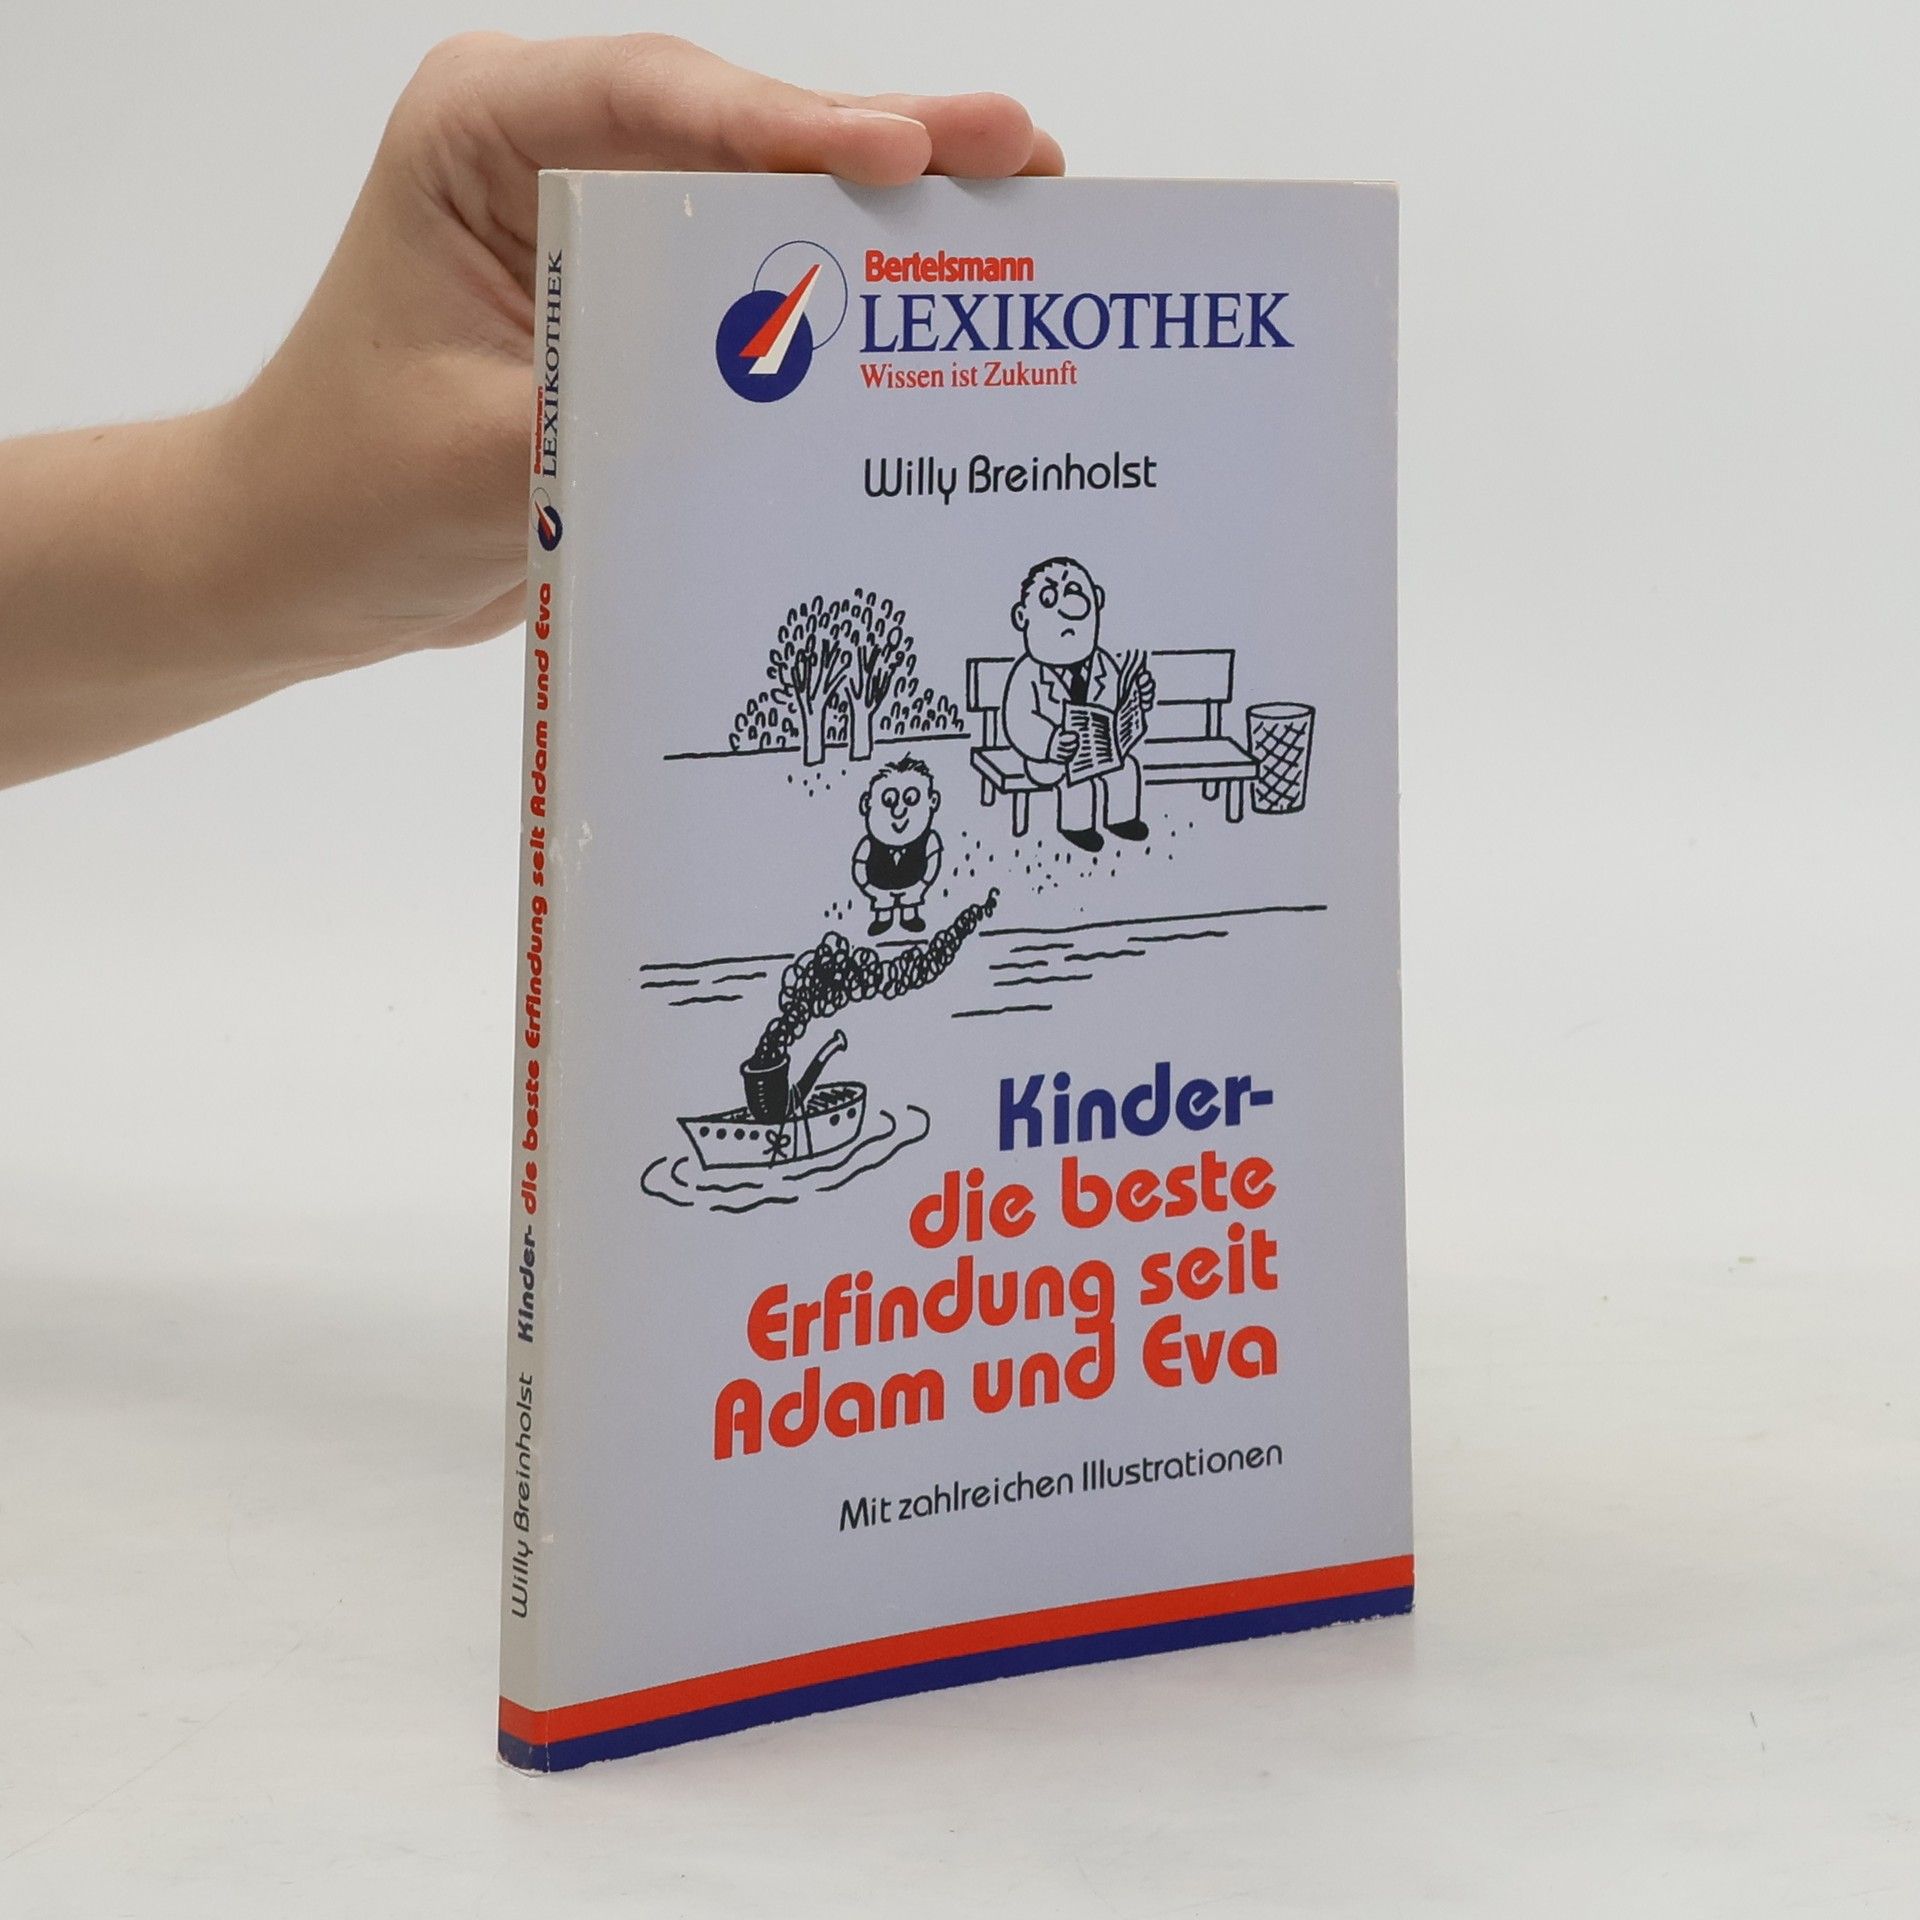 Bertelsmann
LEXIKOTHEK
Wissen ist Zukunft
Willy Breinholst
Kinder-
die beste
Erfindung seit
Adam und Eva
Mit zahlreichen Illustrationen
Willy Breinholst Kinder- die beste Erfindung seit Adam und Eva Bertelsmann LEXIKOTHEK